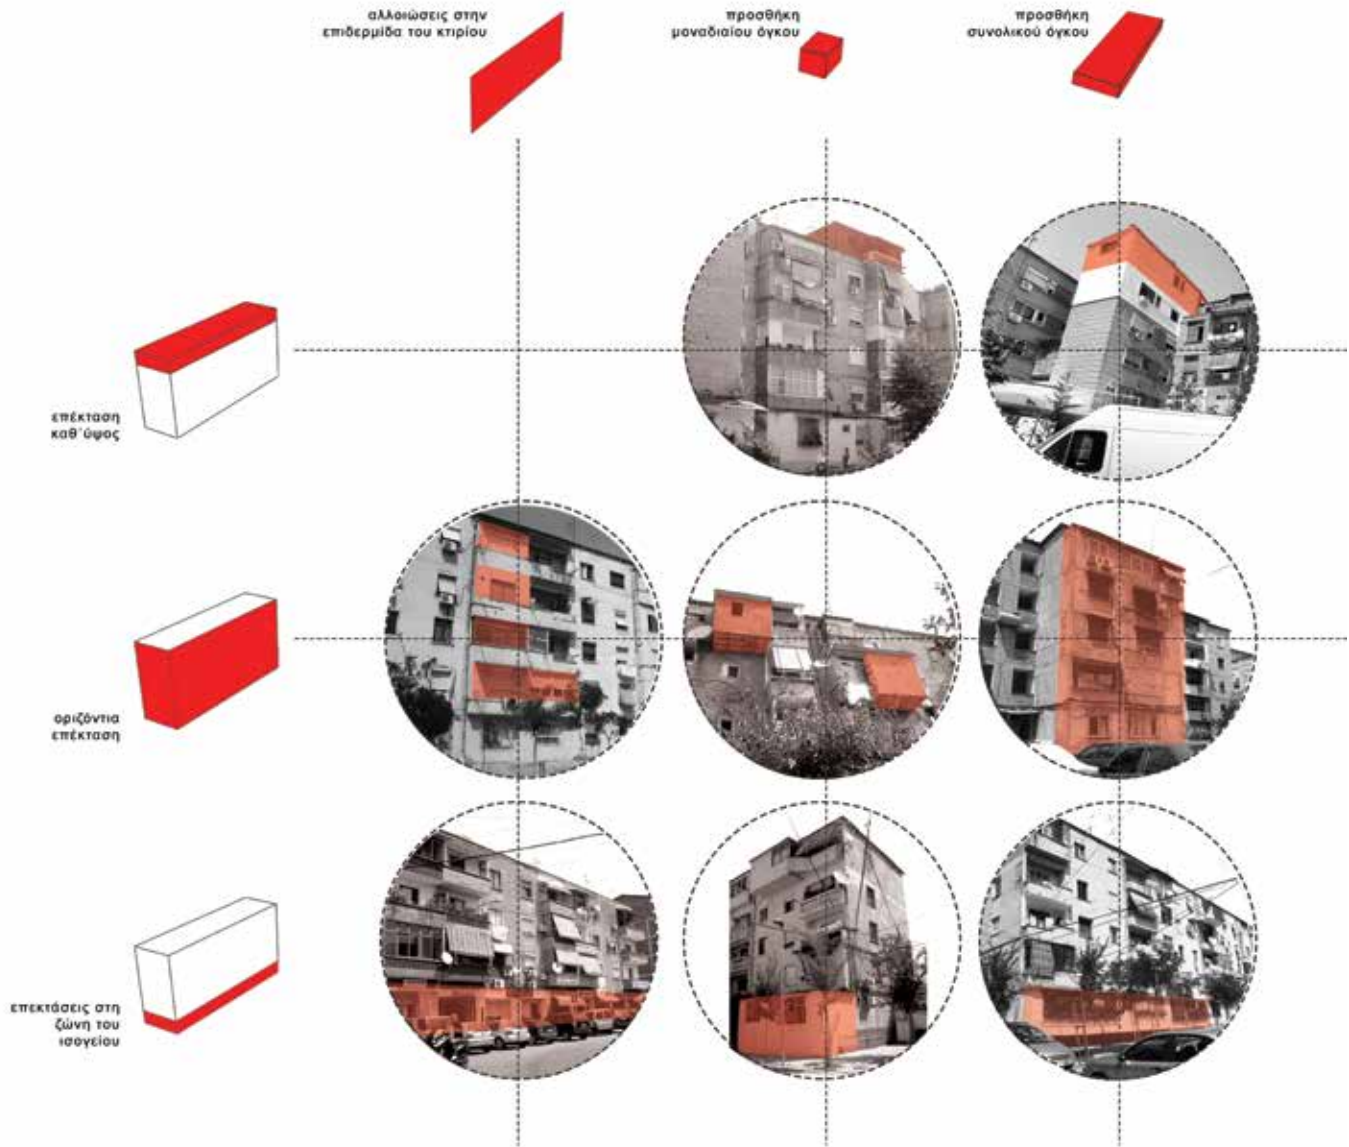 αλλοιώσεις στην
επιδερμίδα του κτιρίου
προσθήκη
μοναδιαίου όγκου
προσθήκη
συνολικού όγκου
επέκταση
καθ'ύψος
οριζόντια
επέκταση
επεκτάσεις στη
ζώνη του
ισογείου